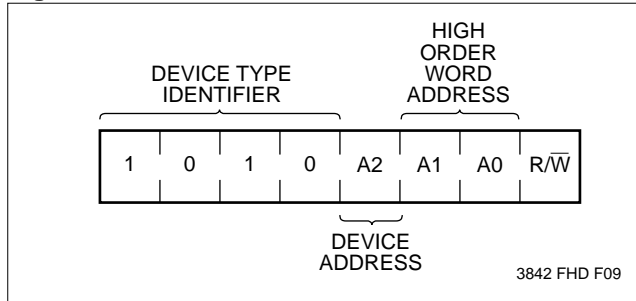 HIGH
ORDER
WORD
ADDRESS
DEVICE TYPE
IDENTIFIER
1 0 1 0 A2 A1 A0 R/W̅
DEVICE
ADDRESS
3842 FHD F09